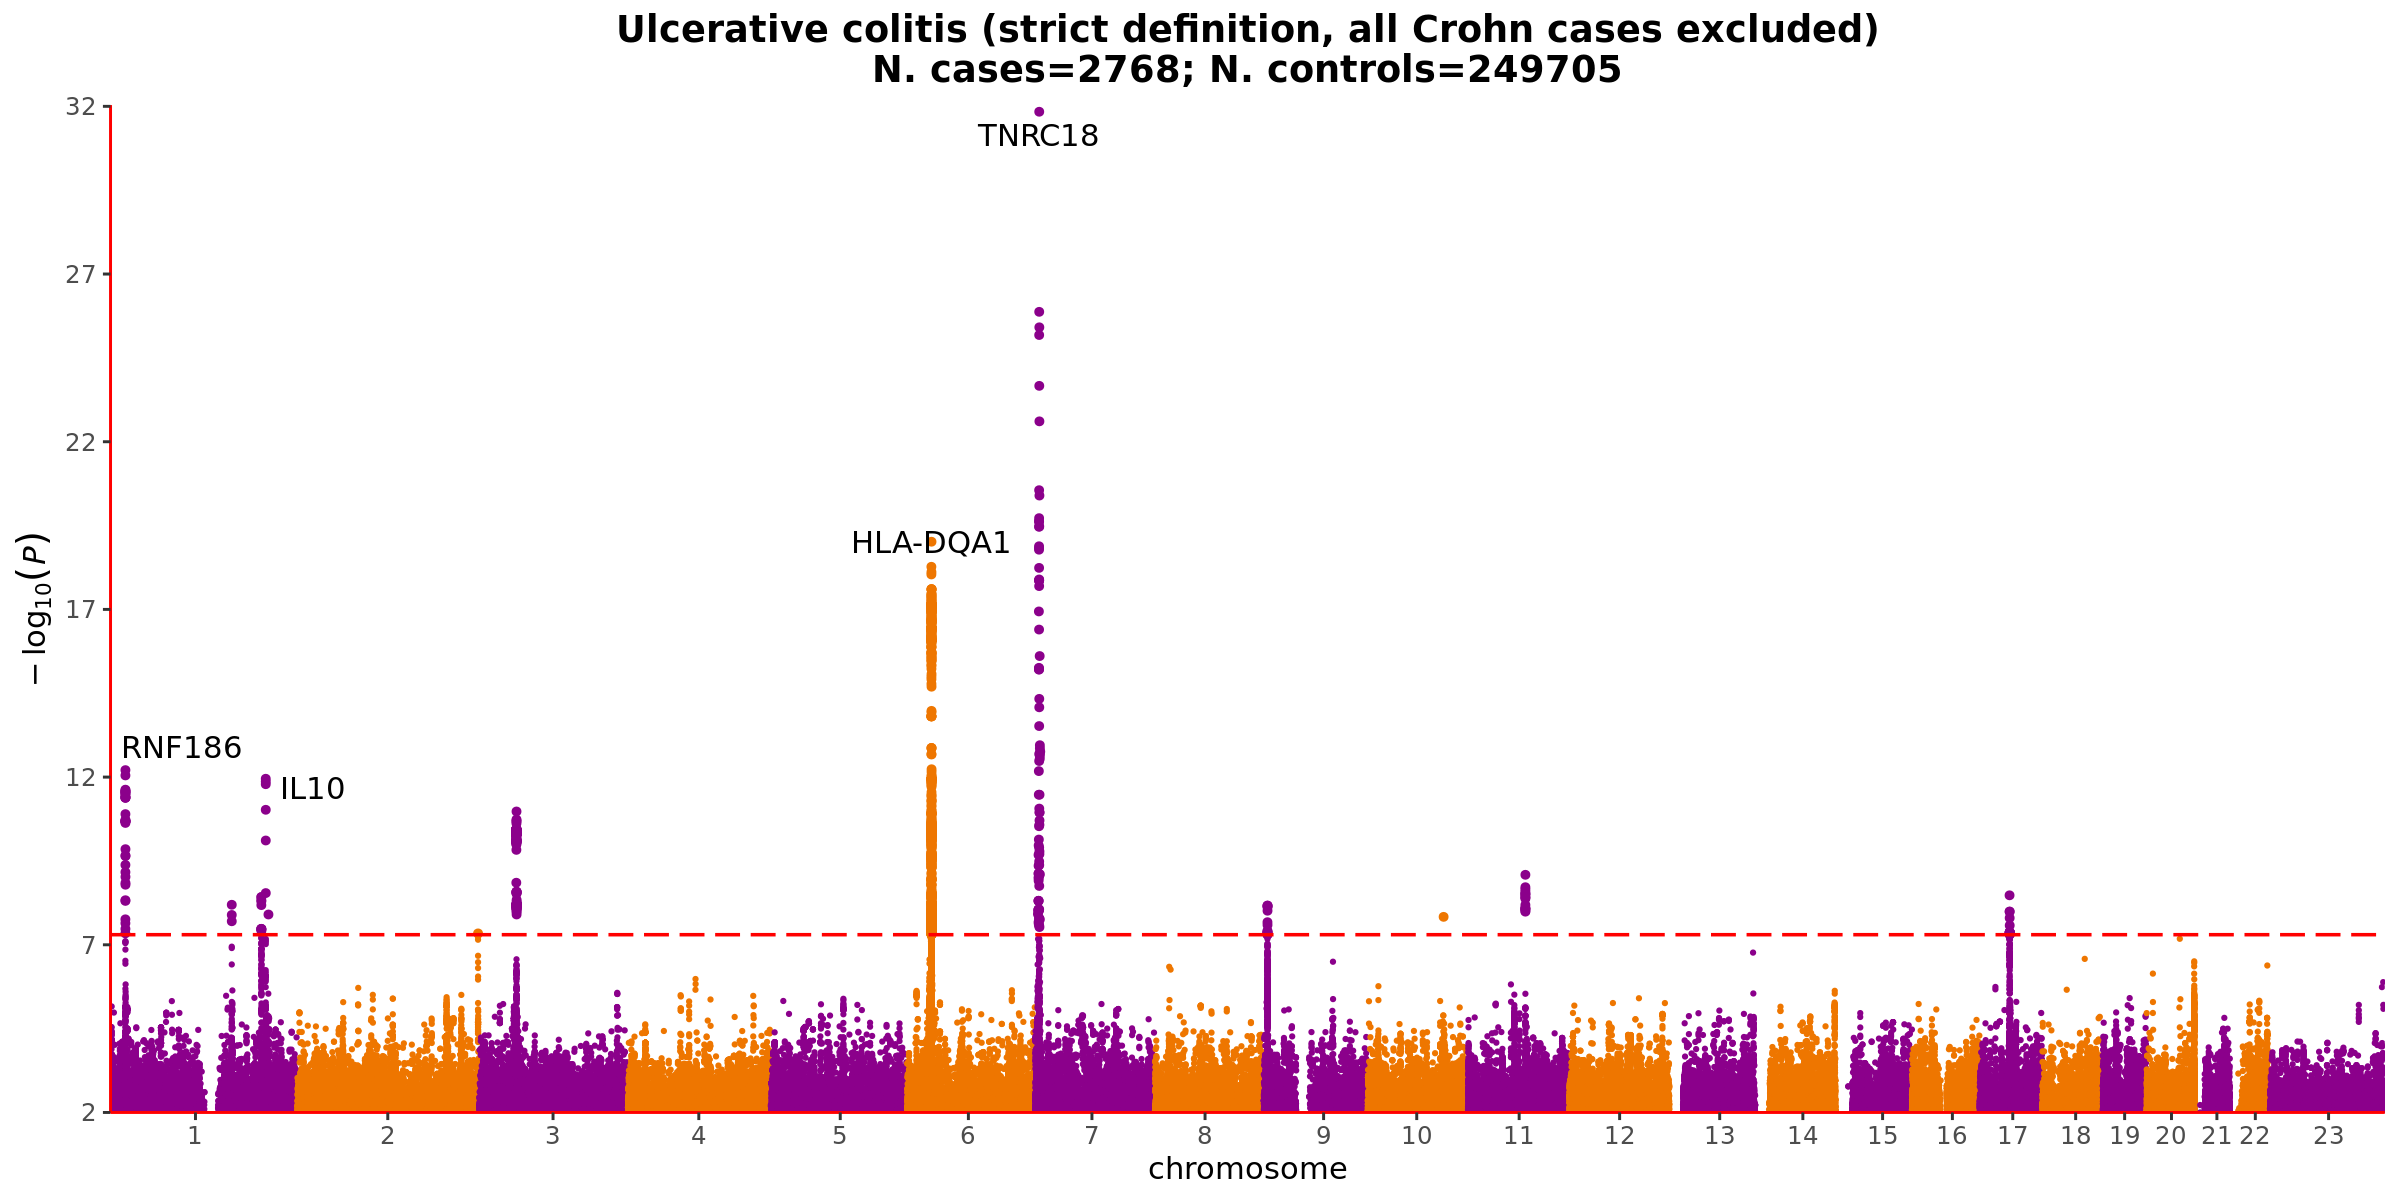 Ulcerative colitis (strict definition, all Crohn cases excluded)
N. cases=2768; N. controls=249705
32
TNRC18
27
22
HLA-DQA1
− log10(P)
17
RNF186
12
IL10
7
2
1 2 3 4 5 6 7 8 9 10 11 12 13 14 15 16 17 18 19 20 21 22 23
chromosome